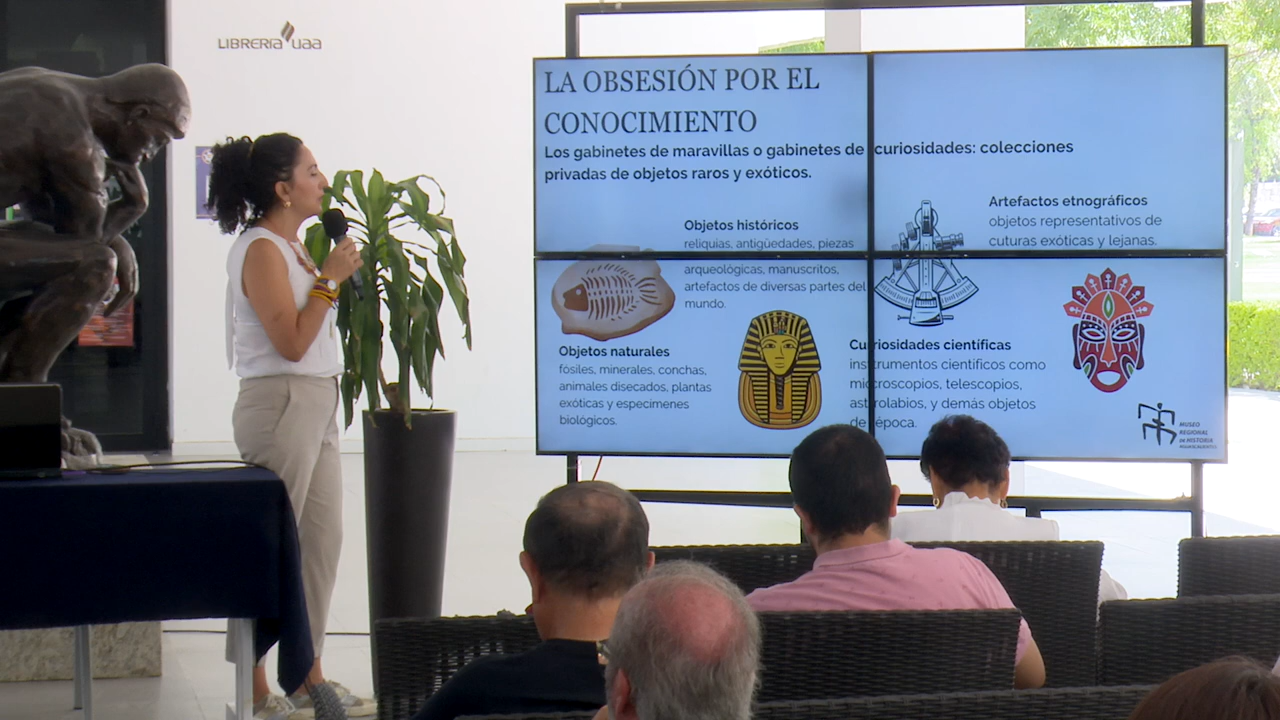 LIBRERÍA UAA
LA OBSESIÓN POR EL
CONOCIMIENTO
Los gabinetes de maravillas o gabinetes de curiosidades: colecciones
privadas de objetos raros y exóticos.
Objetos históricos
reliquias, antigüedades, piezas
arqueológicas, manuscritos,
artefactos de diversas partes del
mundo.
Artefactos etnográficos
objetos representativos de
cuturas exóticas y lejanas.
Objetos naturales
fósiles, minerales, conchas,
animales disecados, plantas
exóticas y especimenes
biológicos.
Curiosidades científicas
instrumentos científicos como
microscopios, telescopios,
astrolabios, y demás objetos
de época.
MUSEO
REGIONAL
DE HISTORIA
AGUASCALIENTES